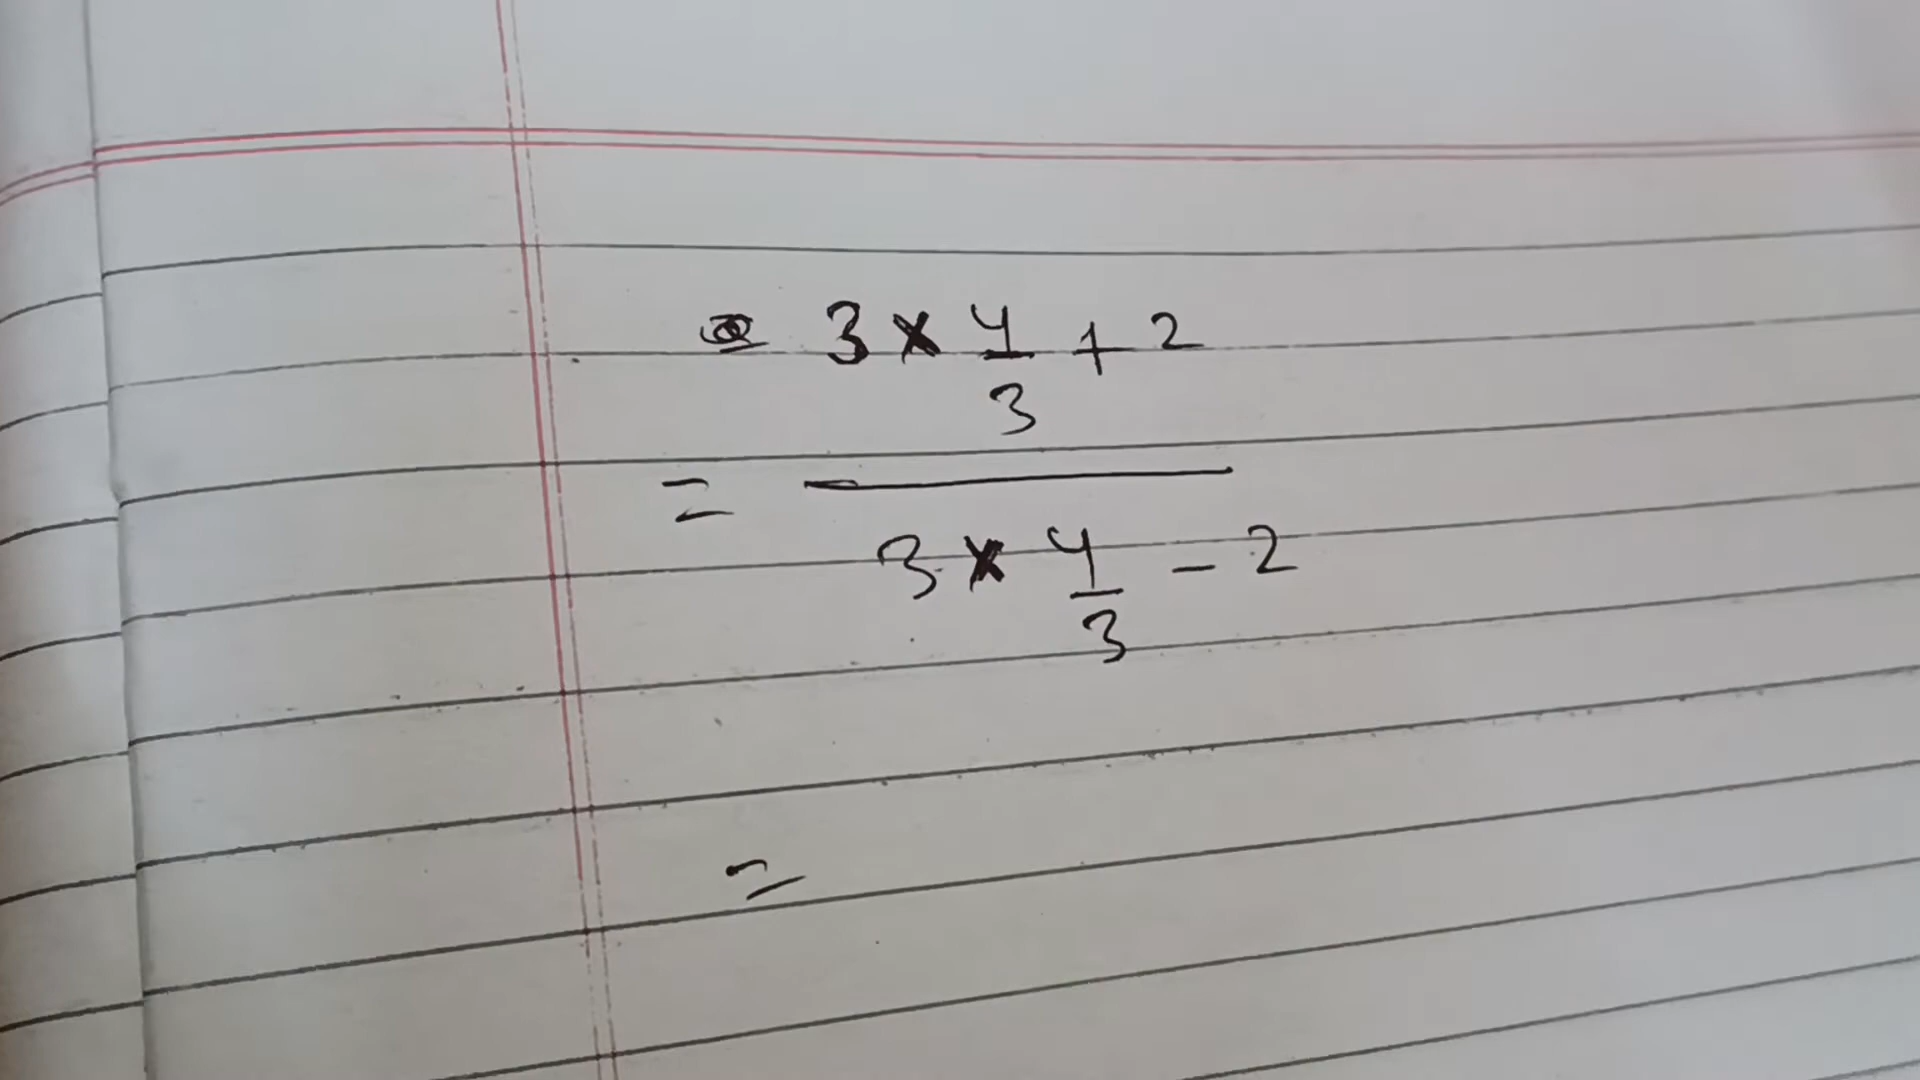 3 × 4/3 + 2
= ―――――
3 × 4/3 - 2
=